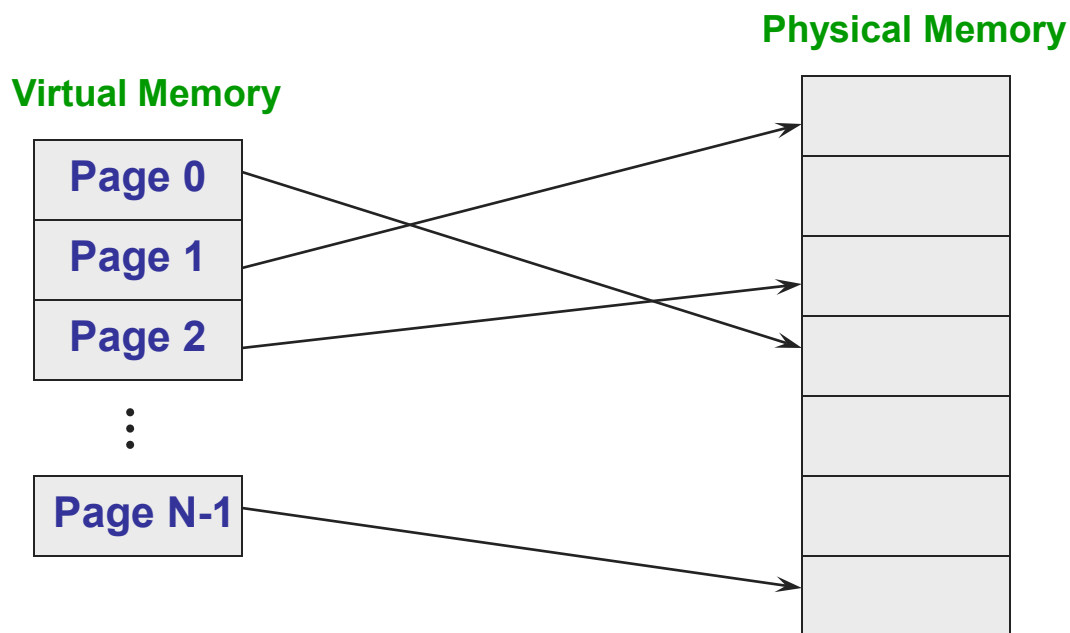 Physical Memory
Virtual Memory
Page 0
Page 1
Page 2
Page N-1